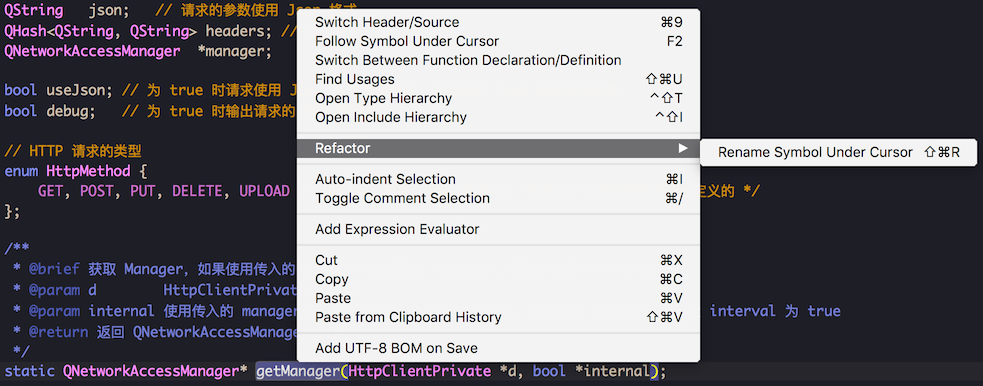 QString   json;   // 请求的参数使用 Json 格式
QHash<QString, QString> headers; //
QNetworkAccessManager  *manager;
bool useJson; // 为 true 时请求使用 J
bool debug;   // 为 true 时输出请求的
// HTTP 请求的类型
enum HttpMethod {
GET, POST, PUT, DELETE, UPLOAD 定义的 */
};
/**
* @brief 获取 Manager，如果使用传入的
* @param d        HttpClientPrivat
* @param internal 使用传入的 manager interval 为 true
* @return 返回 QNetworkAccessManage
*/
static QNetworkAccessManager* getManager(HttpClientPrivate *d, bool *internal);
Switch Header/Source ⌘9
Follow Symbol Under Cursor F2
Switch Between Function Declaration/Definition
Find Usages ⇧⌘U
Open Type Hierarchy ^⇧T
Open Include Hierarchy ^⇧I
Refactor ▶
Rename Symbol Under Cursor ⇧⌘R
Auto-indent Selection ⌘I
Toggle Comment Selection ⌘/
Add Expression Evaluator
Cut ⌘X
Copy ⌘C
Paste ⌘V
Paste from Clipboard History ⇧⌘V
Add UTF-8 BOM on Save